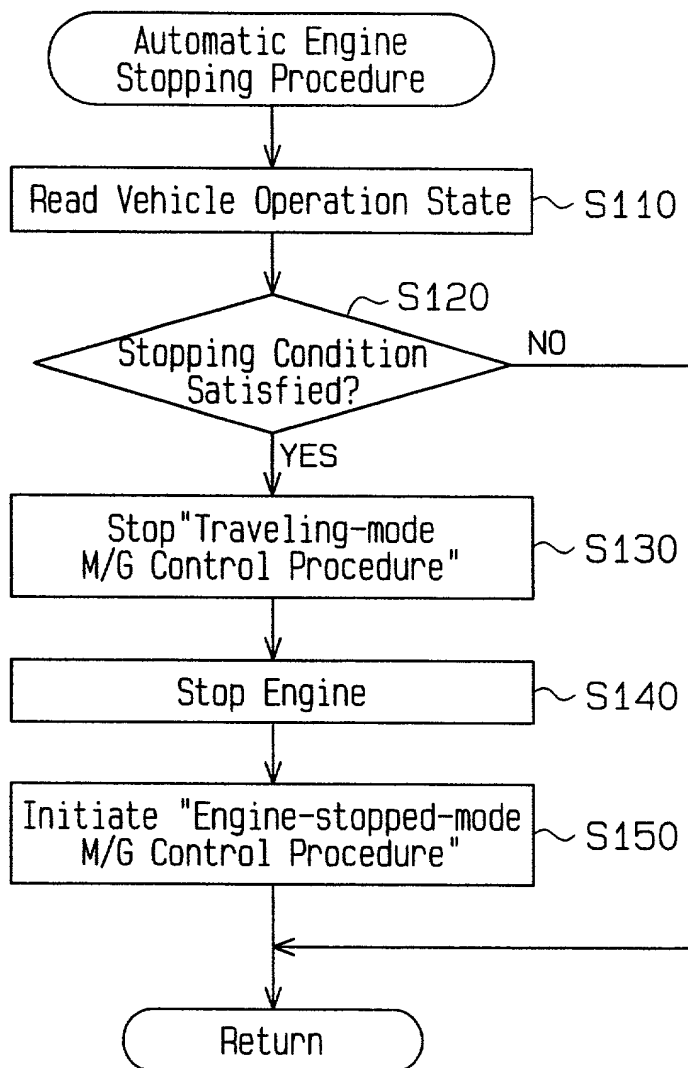 Automatic Engine
Stopping Procedure
Read Vehicle Operation State
S110
S120
Stopping Condition
Satisfied?
NO
YES
Stop"Traveling-mode
M/G Control Procedure"
S130
Stop Engine
S140
Initiate "Engine-stopped-mode
M/G Control Procedure"
S150
Return